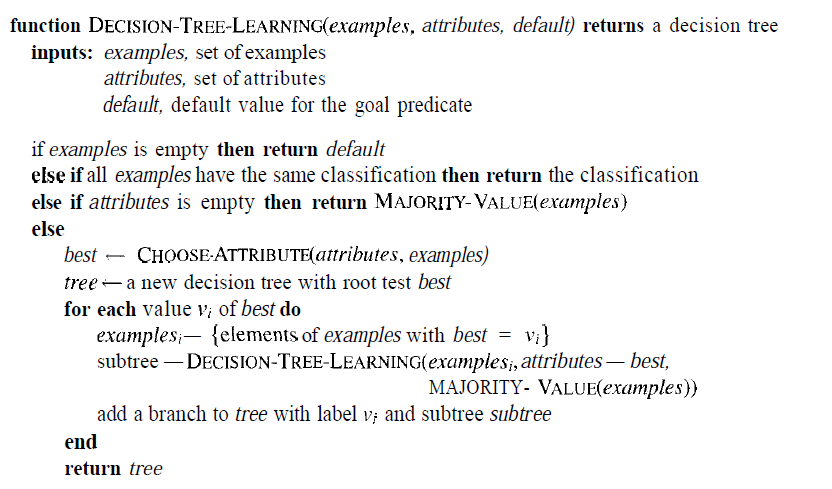 function DECISION-TREE-LEARNING(examples, attributes, default) returns a decision tree
inputs: examples, set of examples
attributes, set of attributes
default, default value for the goal predicate
if examples is empty then return default
else if all examples have the same classification then return the classification
else if attributes is empty then return MAJORITY-VALUE(examples)
else
best ← CHOOSE-ATTRIBUTE(attributes, examples)
tree ← a new decision tree with root test best
for each value vi of best do
examplesi — {elements of examples with best = vi}
subtree — DECISION-TREE-LEARNING(examplesi, attributes — best,
MAJORITY- VALUE(examples))
add a branch to tree with label vi and subtree subtree
end
return tree